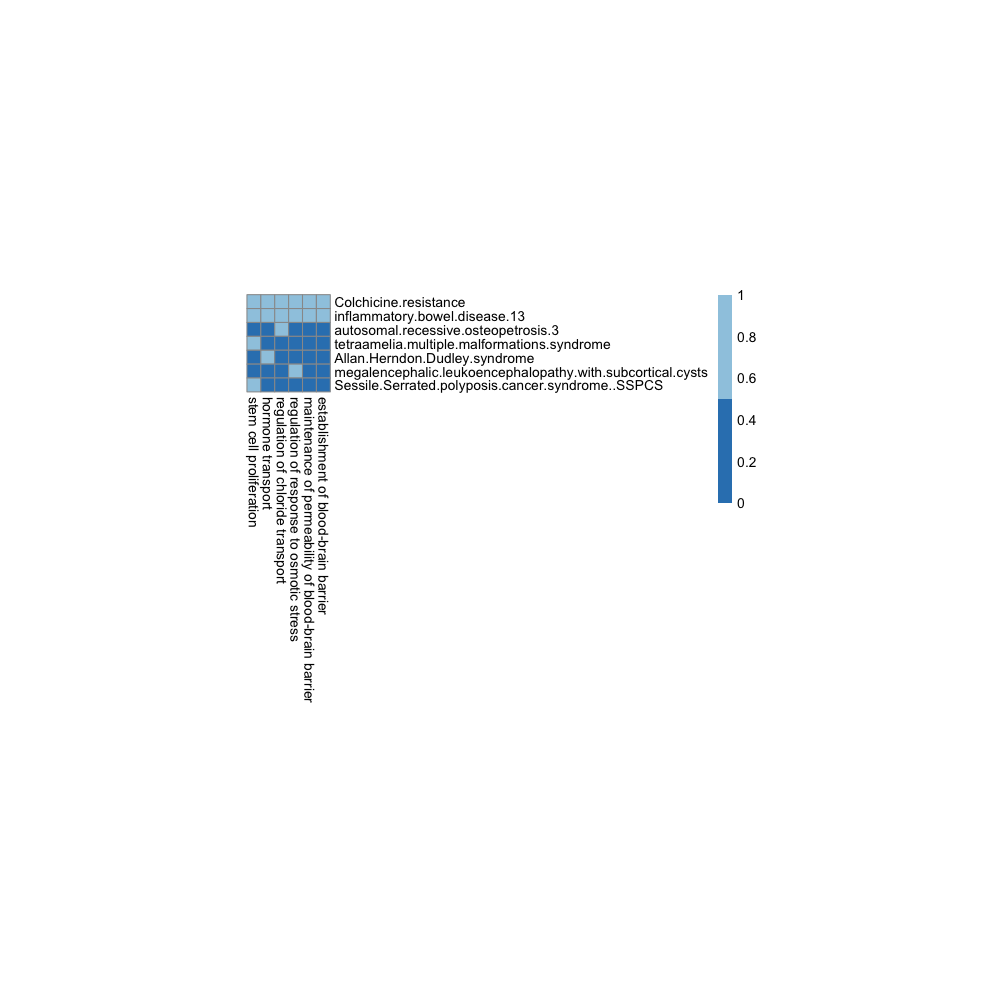 Colchicine.resistance
inflammatory.bowel.disease.13
autosomal.recessive.osteopetrosis.3
tetraamelia.multiple.malformations.syndrome
Allan.Herndon.Dudley.syndrome
megalencephalic.leukoencephalopathy.with.subcortical.cysts
Sessile.Serrated.polyposis.cancer.syndrome..SSPCS
stem cell proliferation
hormone transport
regulation of chloride transport
regulation of response to osmotic stress
maintenance of permeability of blood-brain barrier
establishment of blood-brain barrier
1
0.8
0.6
0.4
0.2
0